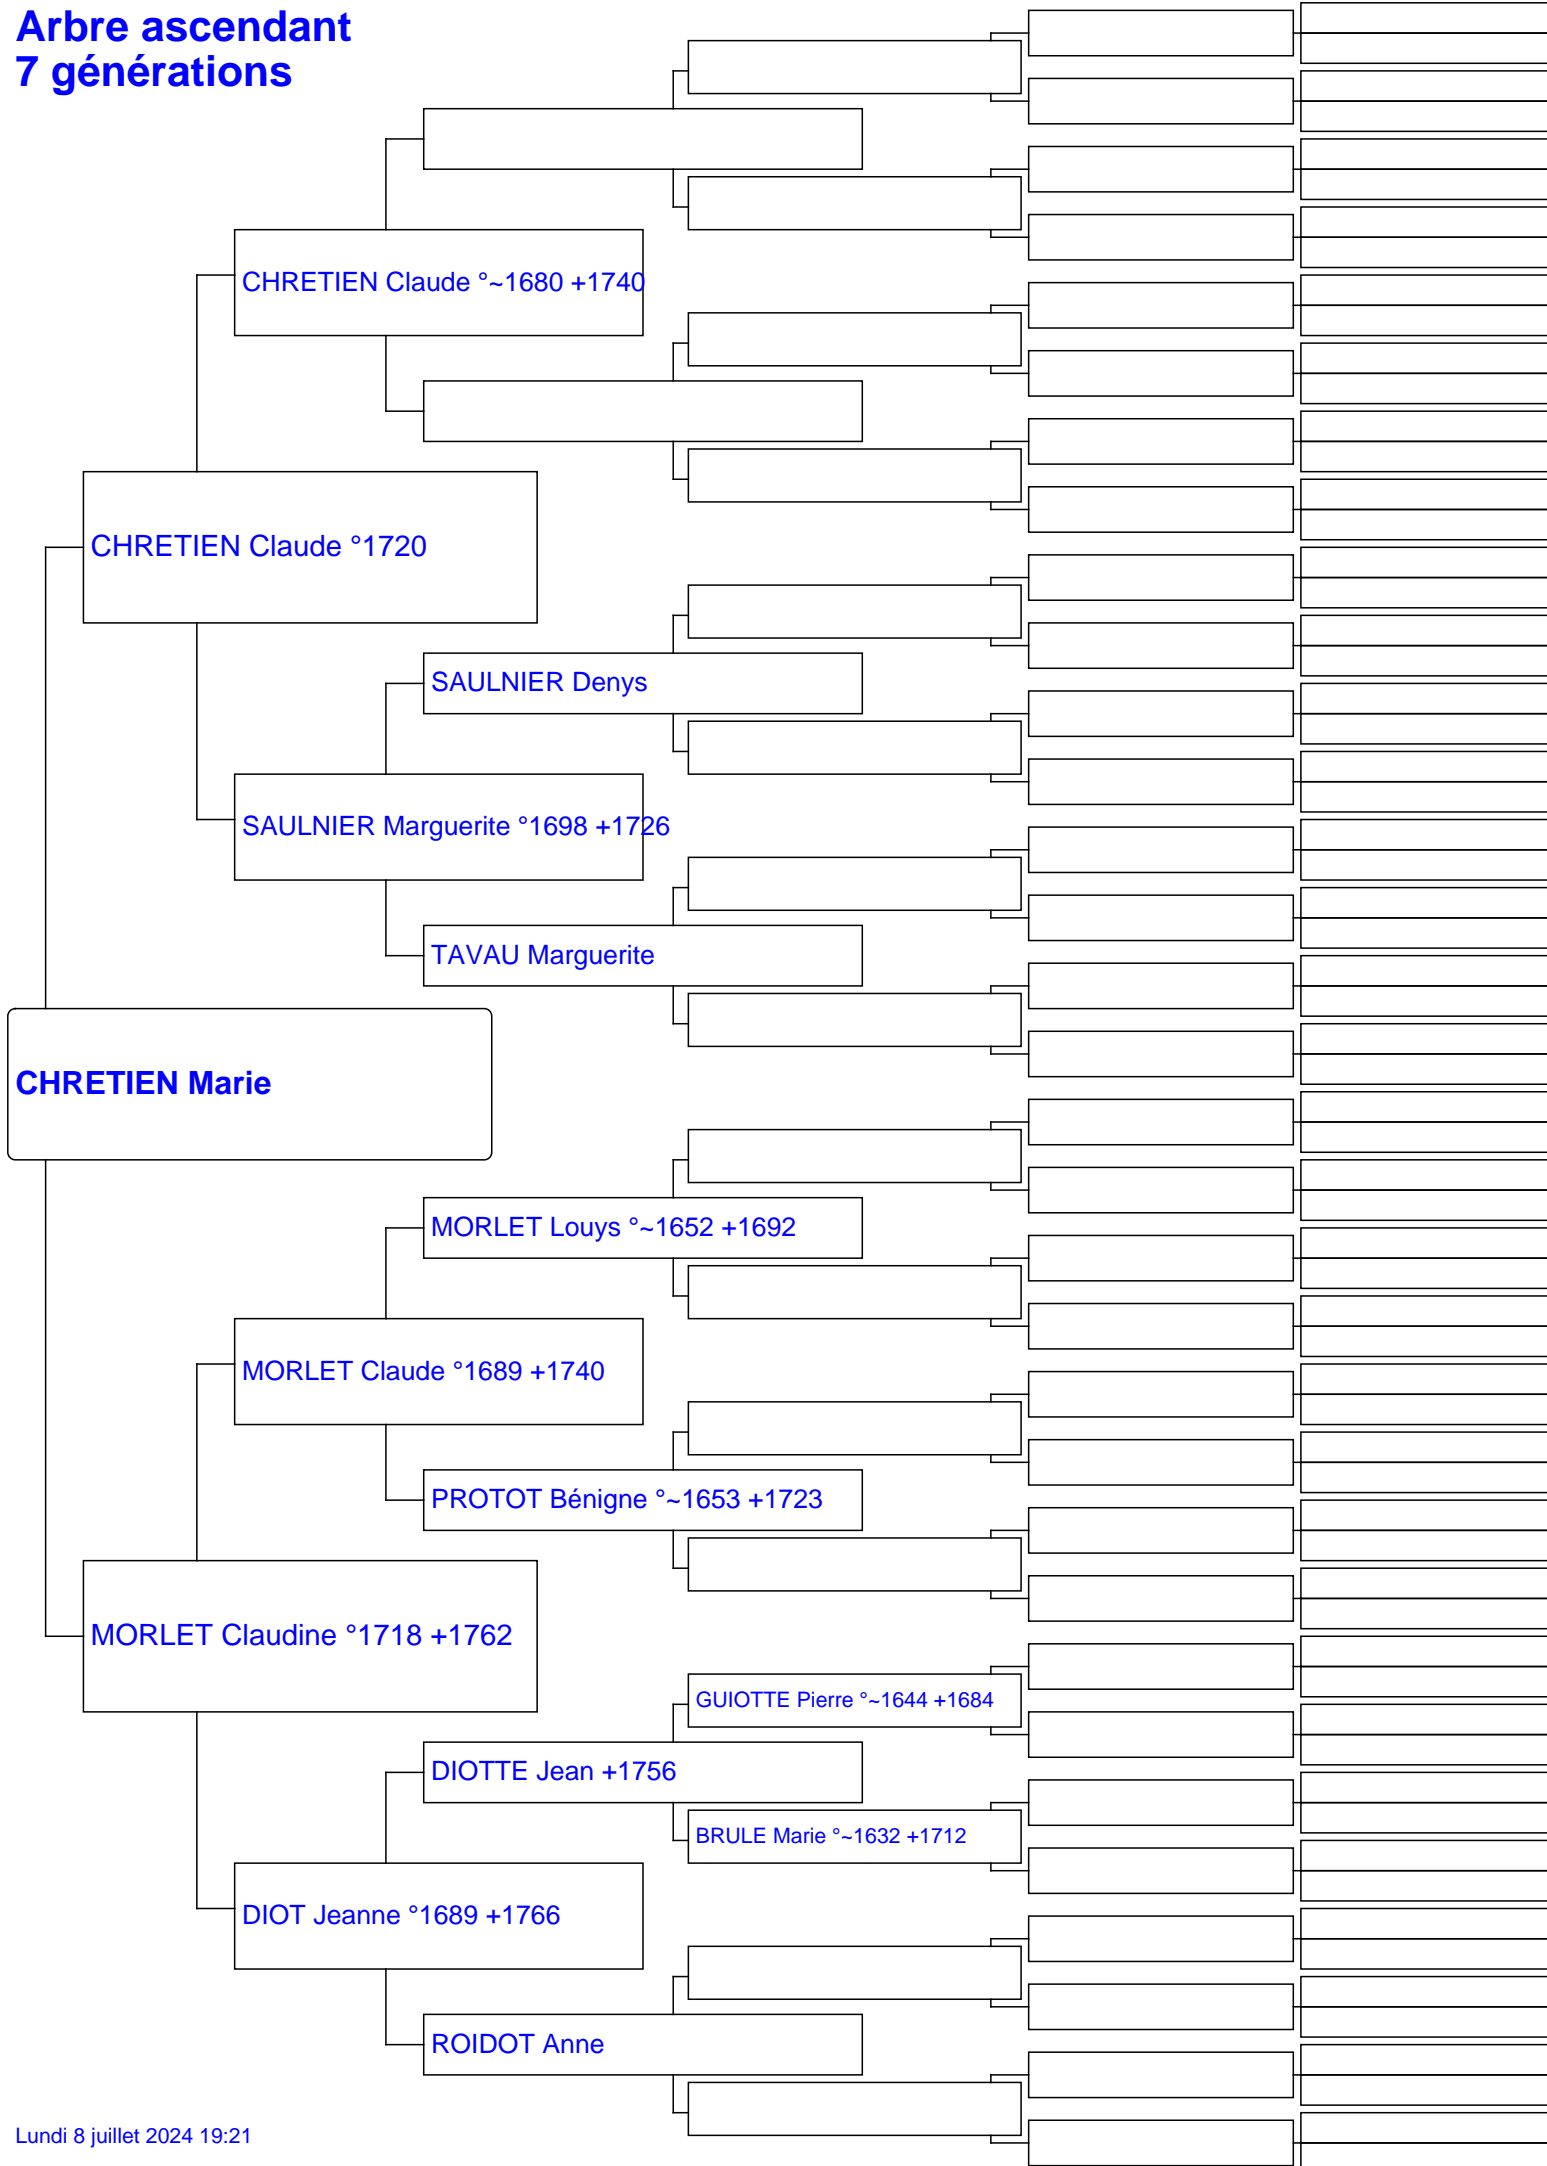 Arbre ascendant
7 générations
CHRETIEN Claude °~1680 +1740
CHRETIEN Claude °1720
SAULNIER Denys
SAULNIER Marguerite °1698 +1726
TAVAU Marguerite
CHRETIEN Marie
MORLET Louys °~1652 +1692
MORLET Claude °1689 +1740
PROTOT Bénigne °~1653 +1723
MORLET Claudine °1718 +1762
GUIOTTE Pierre °~1644 +1684
DIOTTE Jean +1756
BRULE Marie °~1632 +1712
DIOT Jeanne °1689 +1766
ROIDOT Anne
Lundi 8 juillet 2024 19:21